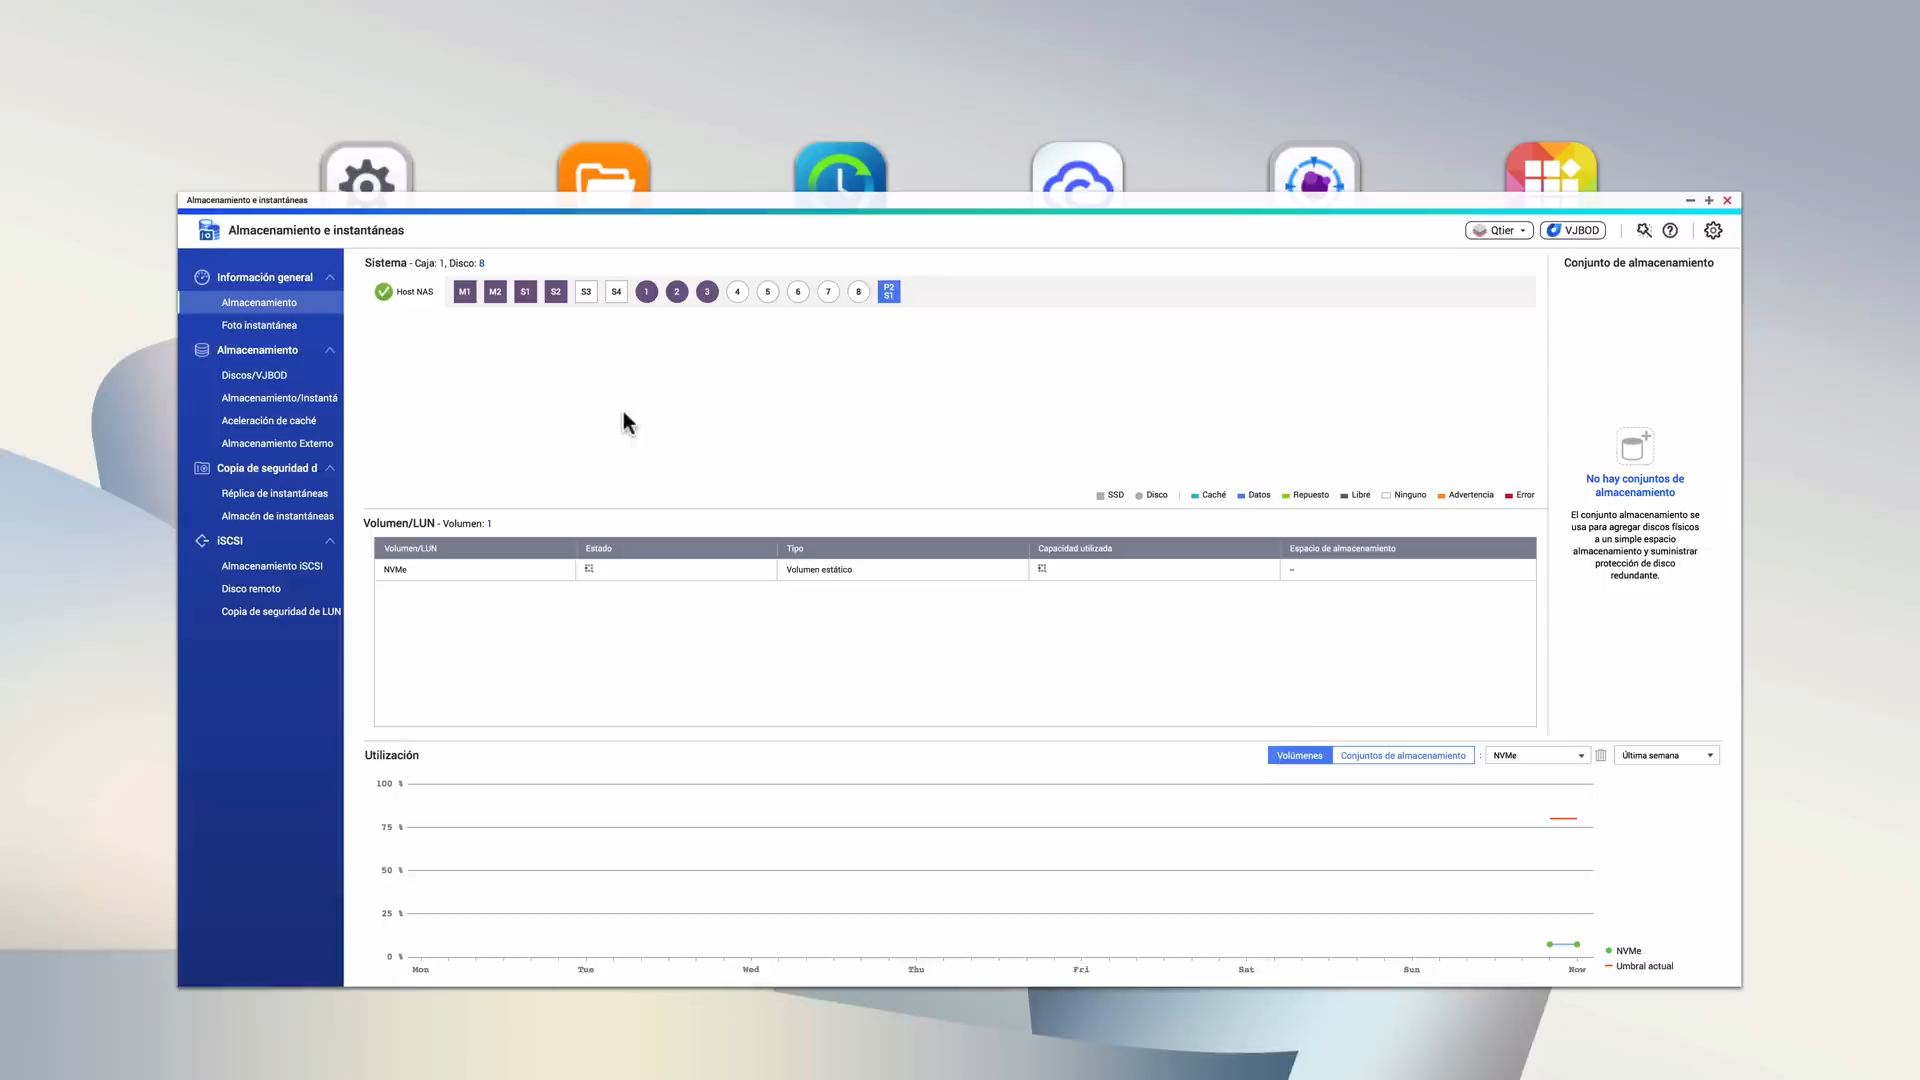 Almacenamiento e instantáneas
Almacenamiento e instantáneas
Qtier
VJBOD
Información general
Almacenamiento
Foto instantánea
Almacenamiento
Discos/VJBOD
Almacenamiento/Instantá
Aceleración de caché
Almacenamiento Externo
Copia de seguridad d
Réplica de instantáneas
Almacén de instantáneas
iSCSI
Almacenamiento iSCSI
Disco remoto
Copia de seguridad de LUN
Sistema - Caja: 1, Disco: 8
Host NAS M1 M2 S1 S2 S3 S4 1 2 3 4 5 6 7 8 P2 S1
SSD Disco Caché Datos Repuesto Libre Ninguno Advertencia Error
Volumen/LUN - Volumen: 1
Volumen/LUN Estado Tipo Capacidad utilizada Espacio de almacenamiento
NVMe Volumen estático --
Conjunto de almacenamiento
No hay conjuntos de
almacenamiento
El conjunto almacenamiento se
usa para agregar discos físicos
a un simple espacio
almacenamiento y suministrar
protección de disco
redundante.
Utilización
Volúmenes Conjuntos de almacenamiento : NVMe Última semana
100 %
75 %
50 %
25 %
0 %
Mon Tue Wed Thu Fri Sat Sun Now
NVMe
Umbral actual